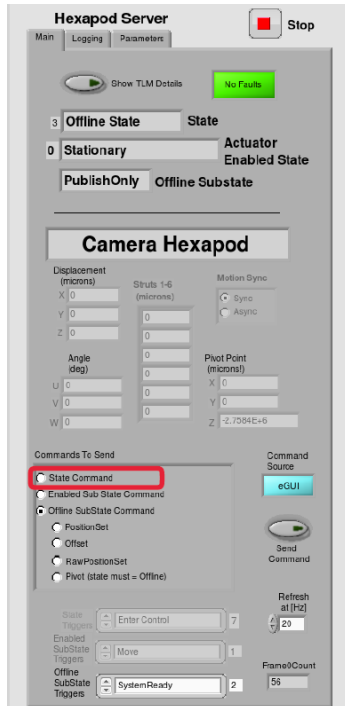 Hexapod Server
Stop
Main Logging Parameters
Show TLM Details
No Faults
3 Offline State State
0 Stationary Actuator
Enabled State
PublishOnly Offline Substate
Camera Hexapod
Displacement
(microns)
X 0
Y 0
Z 0
Struts 1-6
(microns)
0
0
0
0
0
0
Motion Sync
Sync
Async
Angle
(deg)
U 0
V 0
W 0
Pivot Point
(microns!)
X 0
Y 0
Z -2.7584E+6
Commands To Send
State Command
Enabled Sub State Command
Offline SubState Command
PositionSet
Offset
RawPositionSet
Pivot (state must = Offline)
Command
Source
eGUI
Send
Command
Refresh
at [Hz]
20
State
Triggers
Enter Control 7
Enabled
SubState
Triggers
Move 1
Offline
SubState
Triggers
SystemReady 2
Frame0Count
56